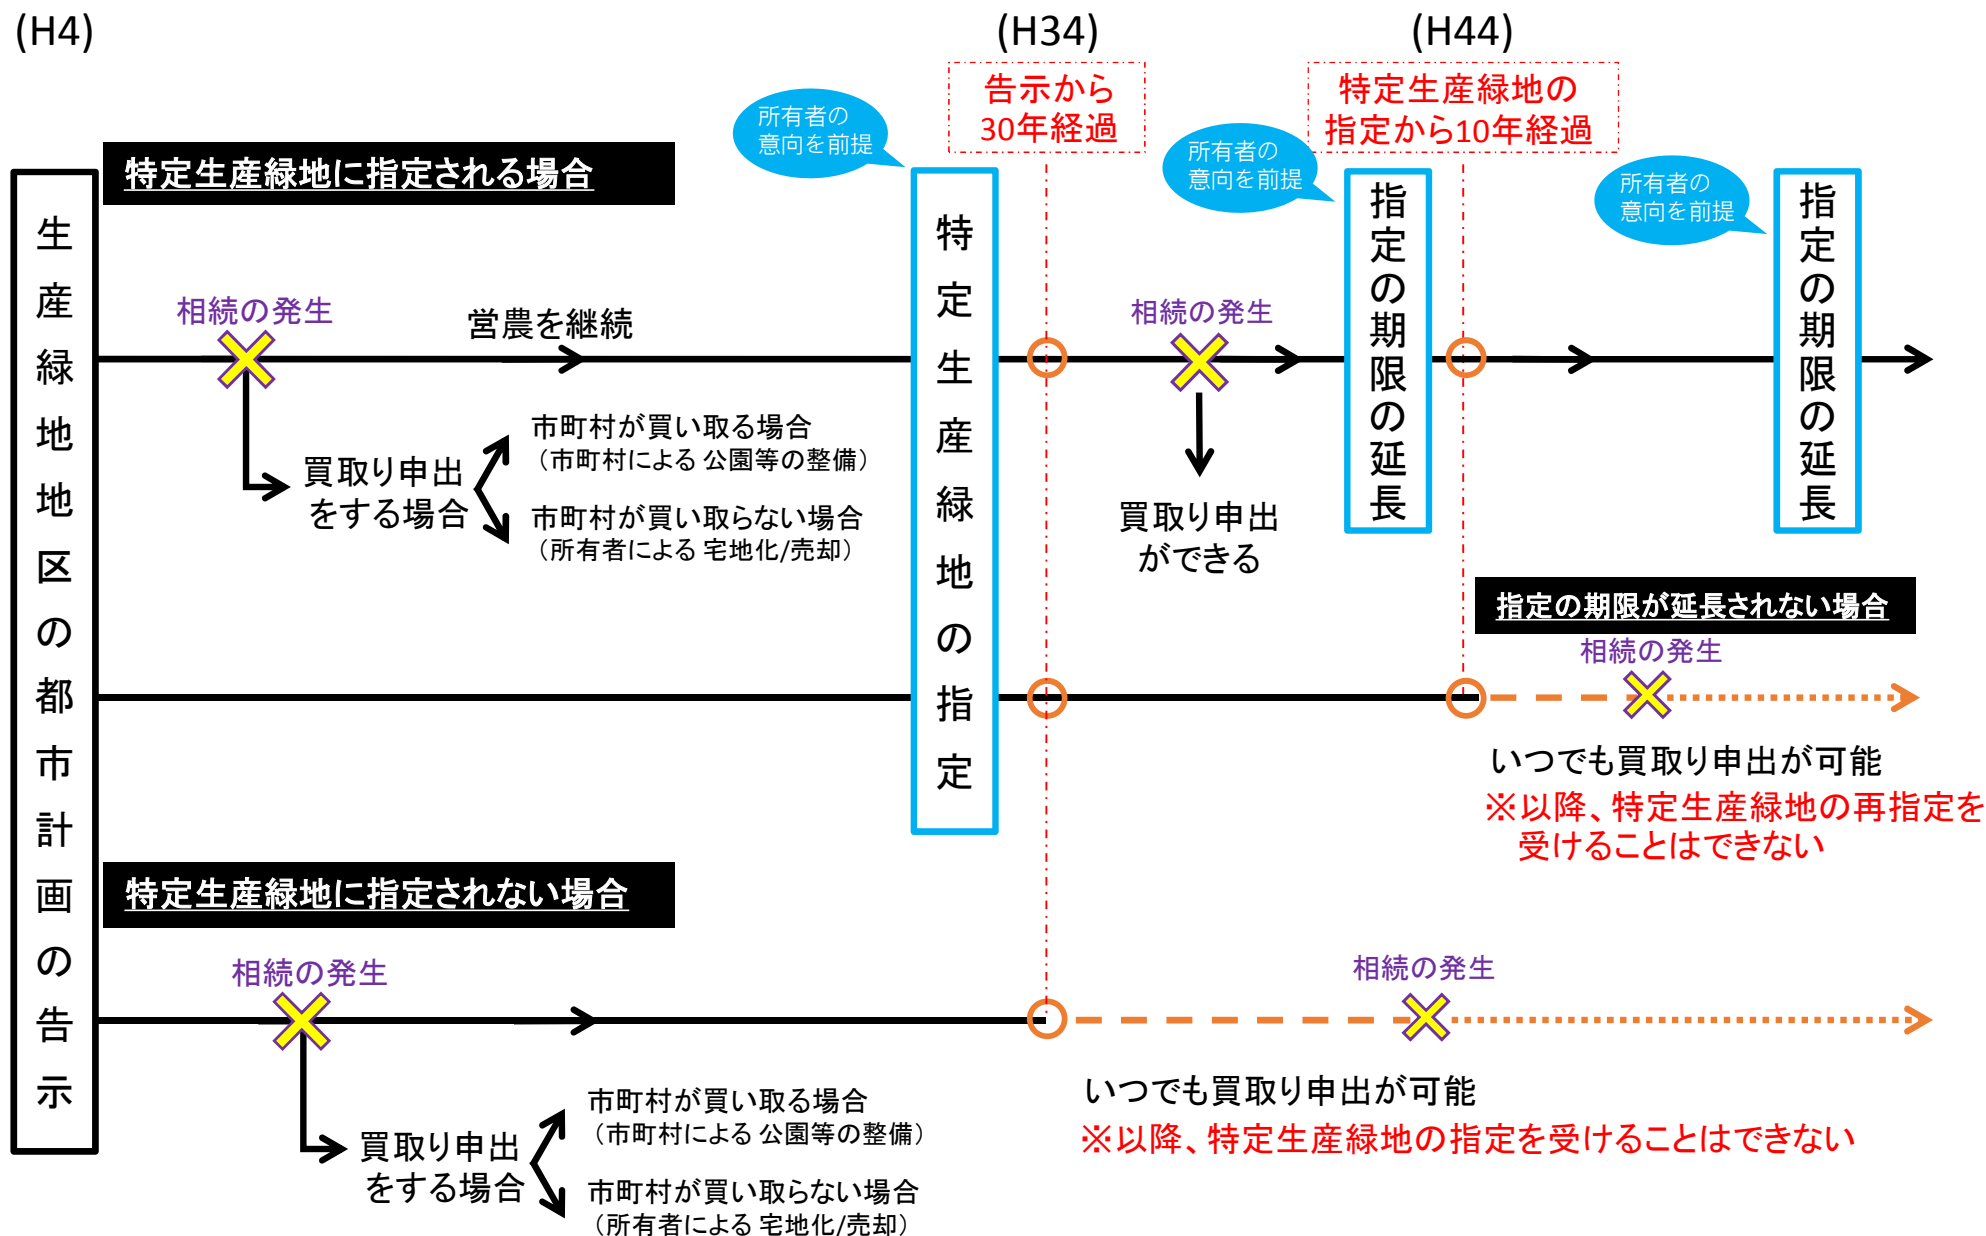 (H4)
(H34)
(H44)
告示から
30年経過
特定生産緑地の
指定から10年経過
所有者の
意向を前提
所有者の
意向を前提
所有者の
意向を前提
特定生産緑地に指定される場合
生産緑地地区の都市計画の告示
特定生産緑地の指定
指定の期限の延長
指定の期限の延長
相続の発生
営農を継続
相続の発生
買取り申出
をする場合
市町村が買い取る場合
（市町村による 公園等の整備）
市町村が買い取らない場合
（所有者による 宅地化/売却）
買取り申出
ができる
指定の期限が延長されない場合
相続の発生
いつでも買取り申出が可能
※以降、特定生産緑地の再指定を
受けることはできない
特定生産緑地に指定されない場合
相続の発生
相続の発生
買取り申出
をする場合
市町村が買い取る場合
（市町村による 公園等の整備）
市町村が買い取らない場合
（所有者による 宅地化/売却）
いつでも買取り申出が可能
※以降、特定生産緑地の指定を受けることはできない